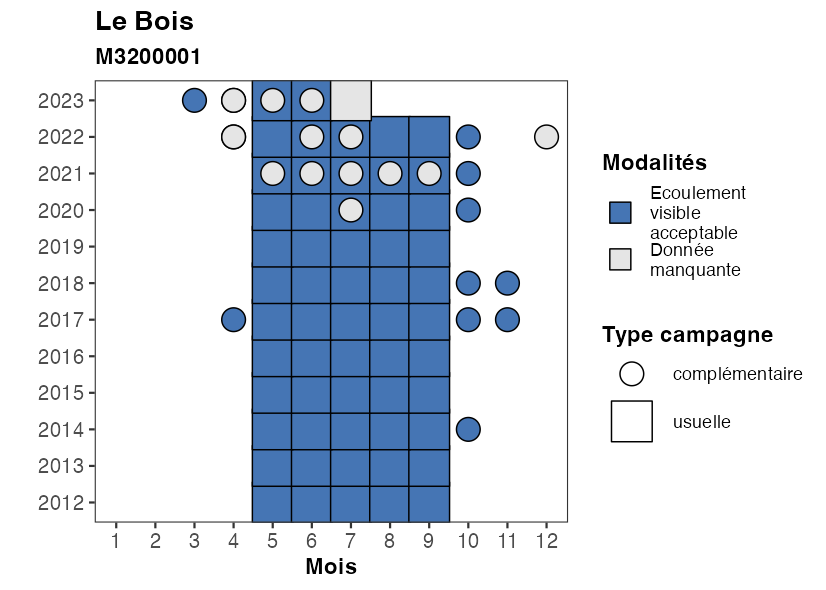 Le Bois
M3200001
2023
2022
2021
2020
2019
2018
2017
2016
2015
2014
2013
2012
1 2 3 4 5 6 7 8 9 10 11 12
Mois
Modalités
Ecoulement
visible
acceptable
Donnée
manquante
Type campagne
complémentaire
usuelle